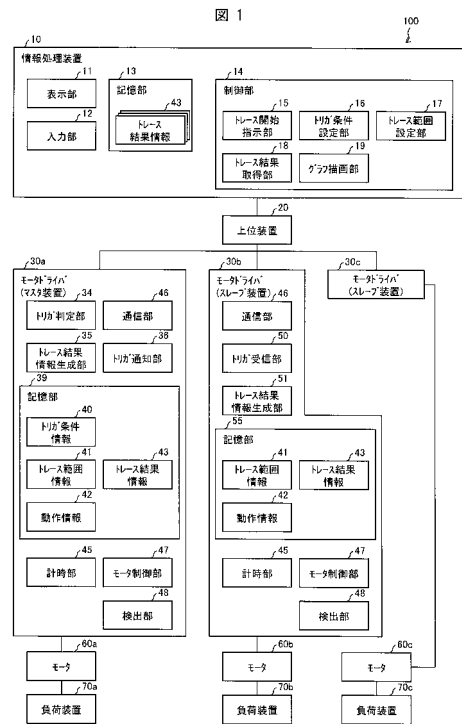 図 1
100
10
情報処理装置
11
表示部
12
入力部
13
記憶部
43
トレース
結果情報
14
制御部
15
トレース開始
指示部
16
トリガ条件
設定部
17
トレース範囲
設定部
18
トレース結果
取得部
19
グラフ描画部
20
上位装置
30a
モータドライバ
(マスタ装置)
34
トリガ判定部
46
通信部
35
トレース結果
情報生成部
36
トリガ通知部
39
記憶部
40
トリガ条件
情報
41
トレース範囲
情報
43
トレース結果
情報
42
動作情報
45
計時部
47
モータ制御部
48
検出部
60a
モータ
70a
負荷装置
30b
モータドライバ
(スレーブ装置)
46
通信部
50
トリガ受信部
51
トレース結果
情報生成部
55
記憶部
41
トレース範囲
情報
43
トレース結果
情報
42
動作情報
45
計時部
47
モータ制御部
48
検出部
60b
モータ
70b
負荷装置
30c
モータドライバ
(スレーブ装置)
60c
モータ
70c
負荷装置